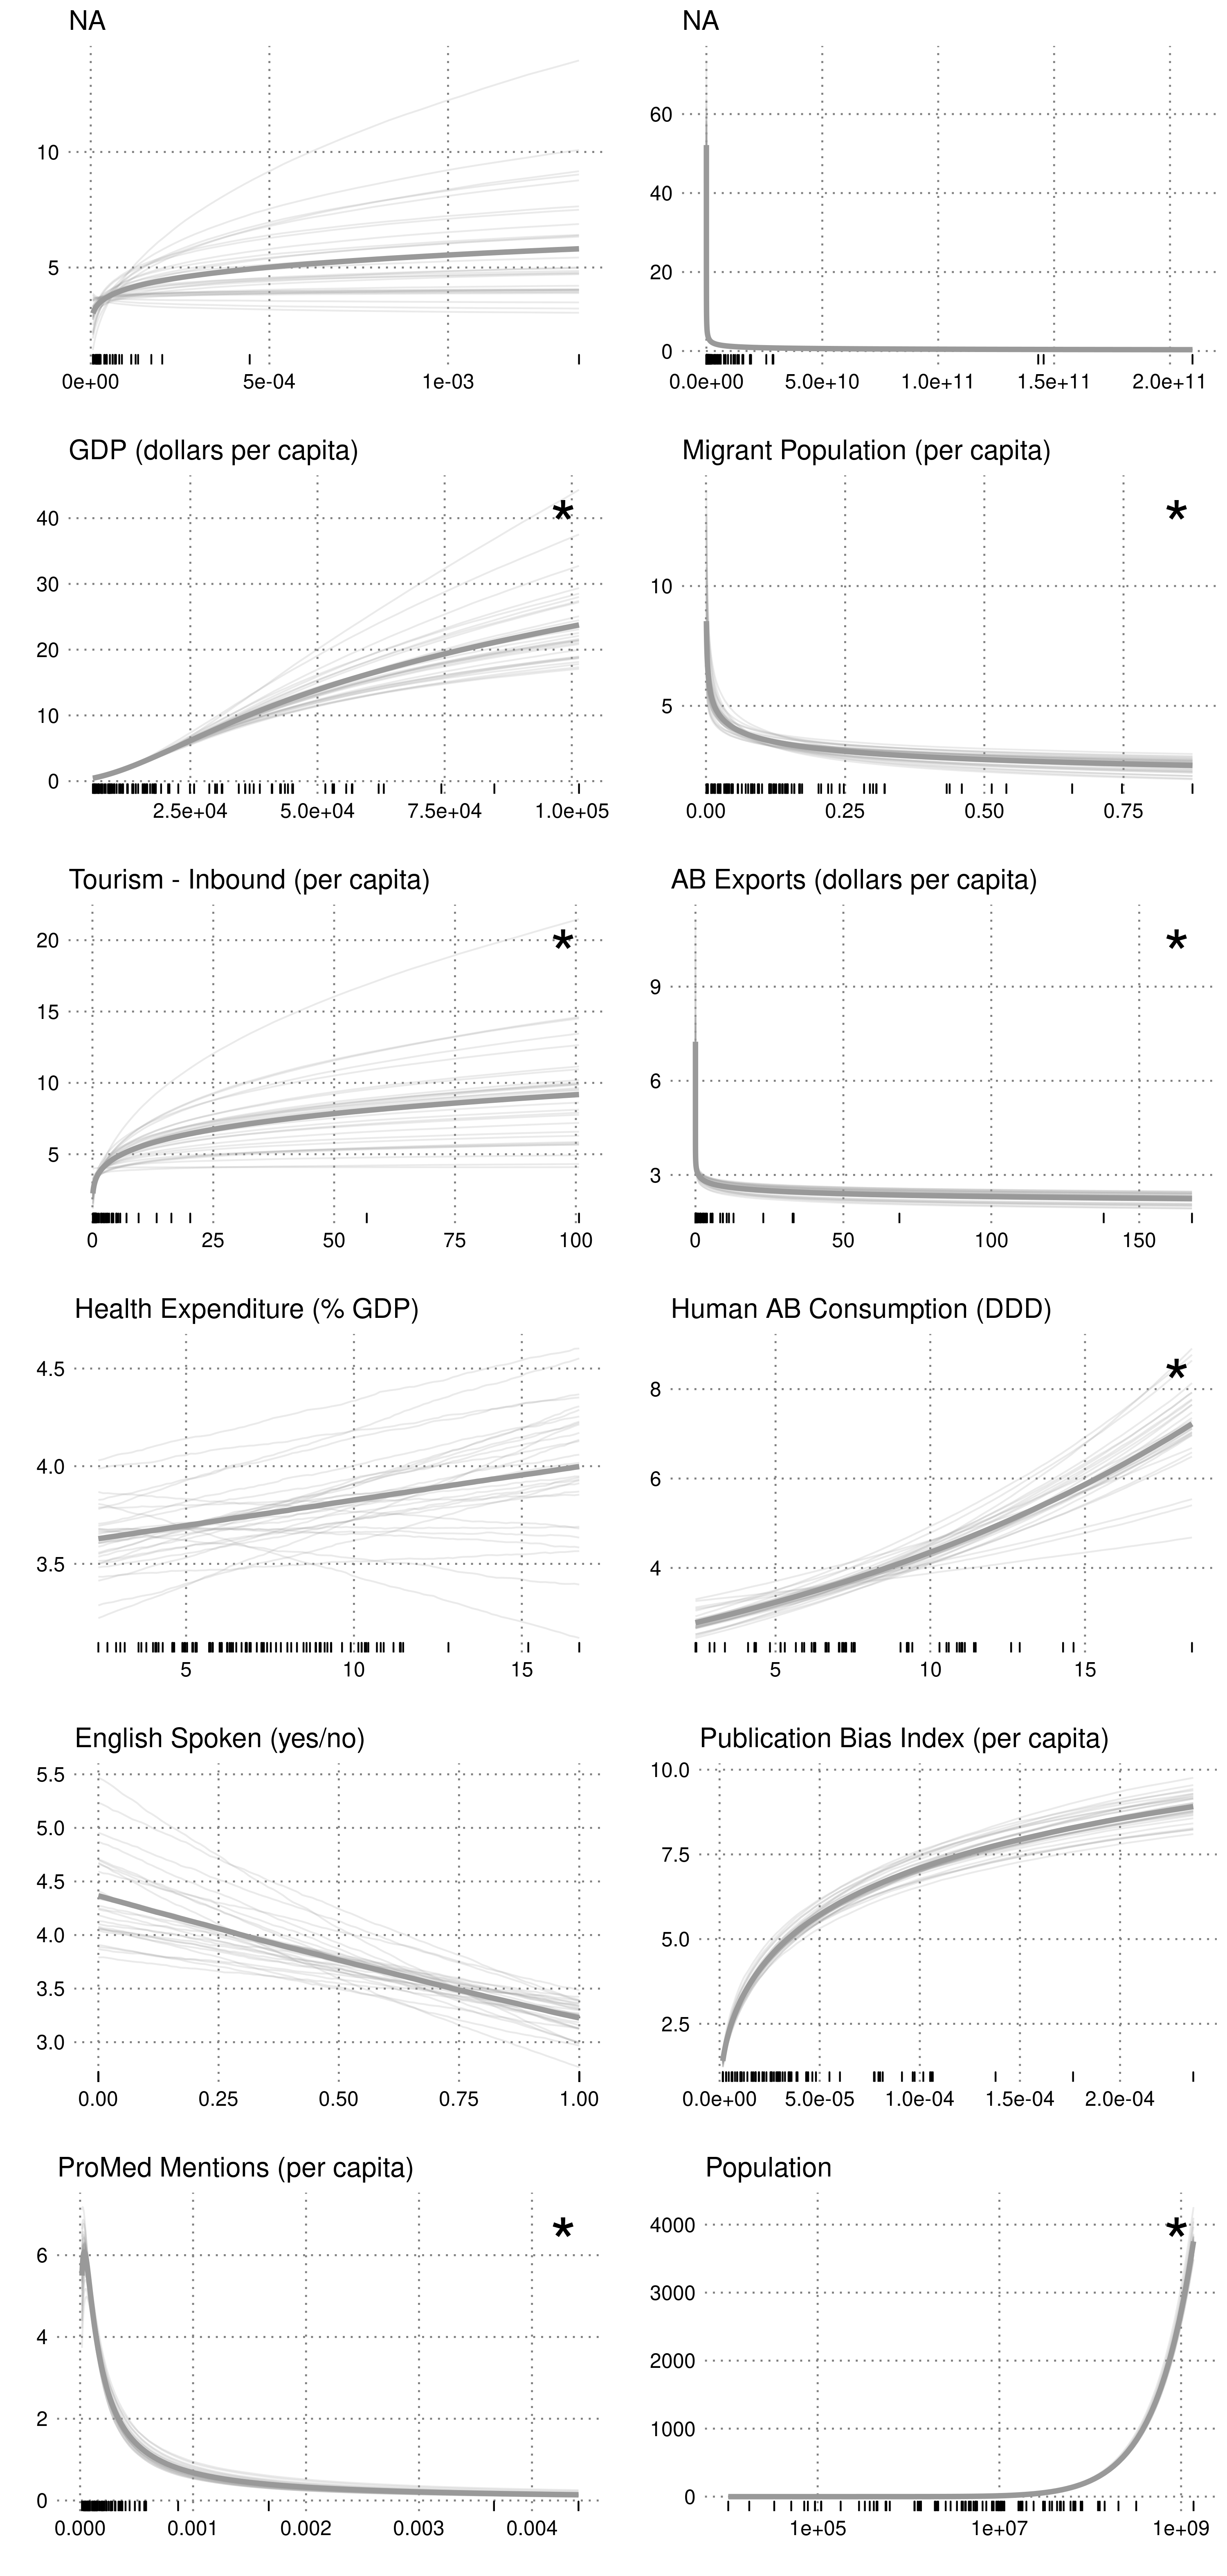 NA
10
5
0e+00 5e-04 1e-03
NA
60
40
20
0
0.0e+00 5.0e+10 1.0e+11 1.5e+11 2.0e+11
GDP (dollars per capita)
*
40
30
20
10
0
2.5e+04 5.0e+04 7.5e+04 1.0e+05
Migrant Population (per capita)
*
10
5
0.00 0.25 0.50 0.75
Tourism - Inbound (per capita)
*
20
15
10
5
0 25 50 75 100
AB Exports (dollars per capita)
*
9
6
3
0 50 100 150
Health Expenditure (% GDP)
4.5
4.0
3.5
5 10 15
Human AB Consumption (DDD)
*
8
6
4
5 10 15
English Spoken (yes/no)
5.5
5.0
4.5
4.0
3.5
3.0
0.00 0.25 0.50 0.75 1.00
Publication Bias Index (per capita)
10.0
7.5
5.0
2.5
0.0e+00 5.0e-05 1.0e-04 1.5e-04 2.0e-04
ProMed Mentions (per capita)
*
6
4
2
0
0.000 0.001 0.002 0.003 0.004
Population
*
4000
3000
2000
1000
0
1e+05 1e+07 1e+09